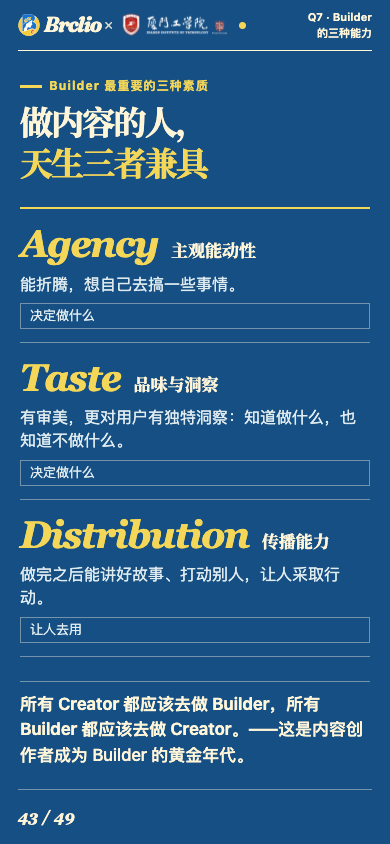 Brclio × 厦门工学院
XIAMEN INSTITUTE OF TECHNOLOGY
Q7 · Builder
的三种能力
Builder 最重要的三种素质
做内容的人,
天生三者兼具
Agency 主观能动性
能折腾，想自己去搞一些事情。
决定做什么
Taste 品味与洞察
有审美，更对用户有独特洞察：知道做什么，也
知道不做什么。
决定做什么
Distribution 传播能力
做完之后能讲好故事、打动别人，让人采取行
动。
让人去用
所有 Creator 都应该去做 Builder，所有
Builder 都应该去做 Creator。——这是内容创
作者成为 Builder 的黄金年代。
43 / 49